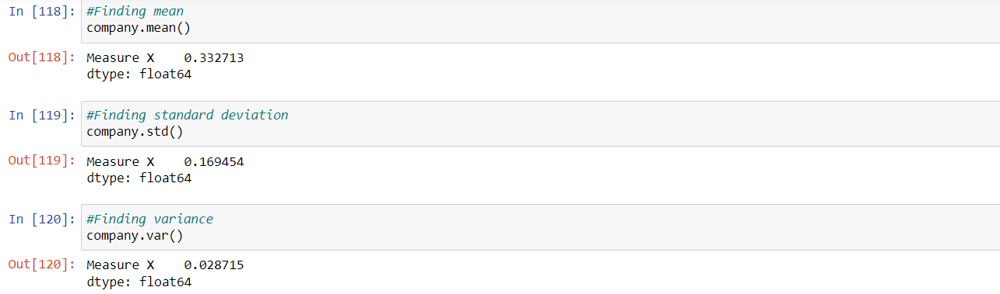 In [118]: #Finding mean
company.mean()
Out[118]: Measure X    0.332713
dtype: float64
In [119]: #Finding standard deviation
company.std()
Out[119]: Measure X    0.169454
dtype: float64
In [120]: #Finding variance
company.var()
Out[120]: Measure X    0.028715
dtype: float64